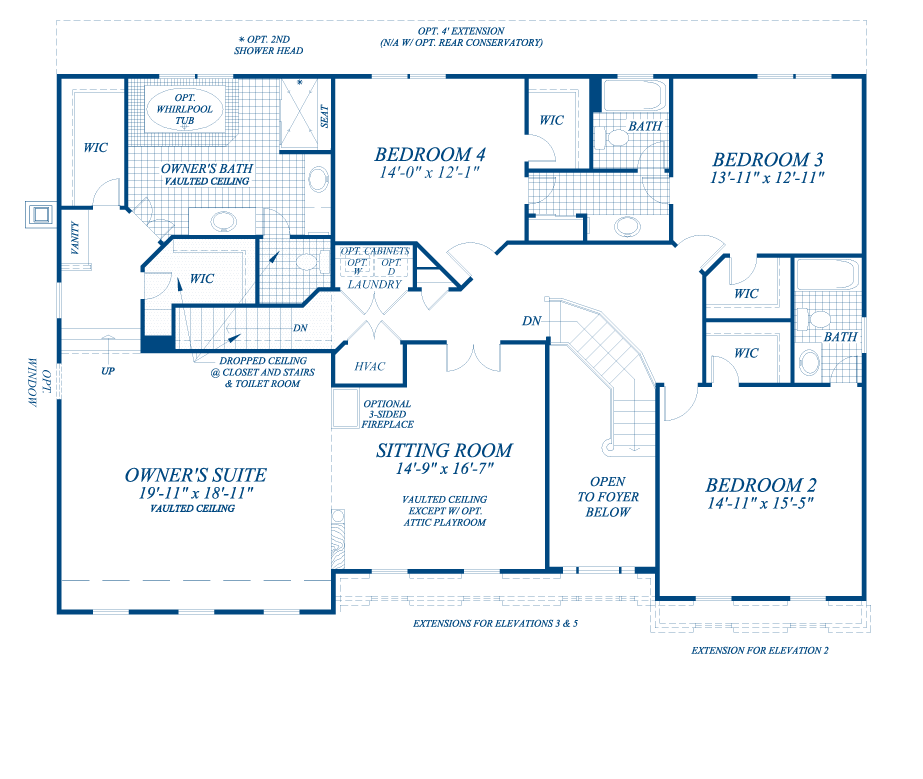 OPT. 4' EXTENSION
(N/A W/ OPT. REAR CONSERVATORY)
* OPT. 2ND
SHOWER HEAD
*
OPT.
WHIRLPOOL
TUB
SEAT
WIC
OWNER'S BATH
VAULTED CEILING
BEDROOM 4
14'-0" x 12'-1"
WIC
BATH
BEDROOM 3
13'-11" x 12'-11"
VANITY
WIC
OPT. CABINETS
OPT.
W
OPT.
D
LAUNDRY
DN
DN
WIC
WIC
BATH
UP
DROPPED CEILING
@ CLOSET AND STAIRS
& TOILET ROOM
HVAC
OPT.
WINDOW
OPTIONAL
3-SIDED
FIREPLACE
SITTING ROOM
14'-9" x 16'-7"
VAULTED CEILING
EXCEPT W/ OPT.
ATTIC PLAYROOM
OWNER'S SUITE
19'-11" x 18'-11"
VAULTED CEILING
OPEN
TO FOYER
BELOW
BEDROOM 2
14'-11" x 15'-5"
EXTENSIONS FOR ELEVATIONS 3 & 5
EXTENSION FOR ELEVATION 2